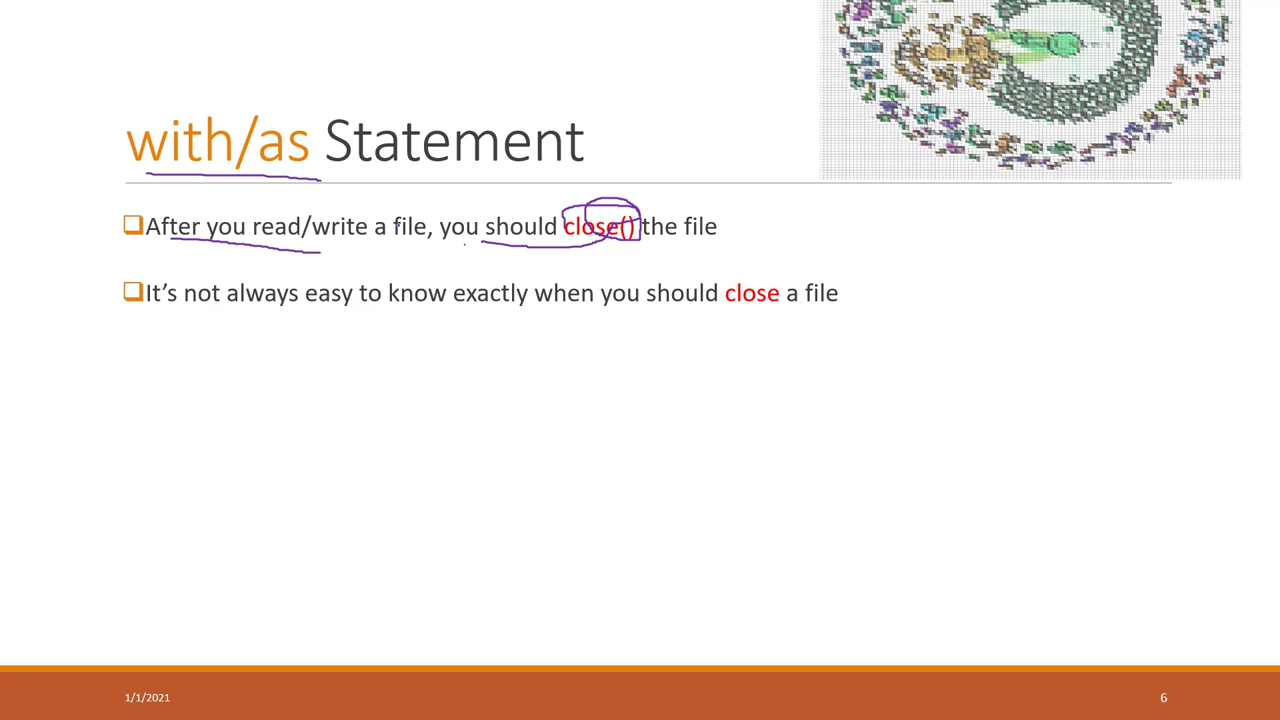 with/as Statement
After you read/write a file, you should close() the file
It’s not always easy to know exactly when you should close a file
1/1/2021
6